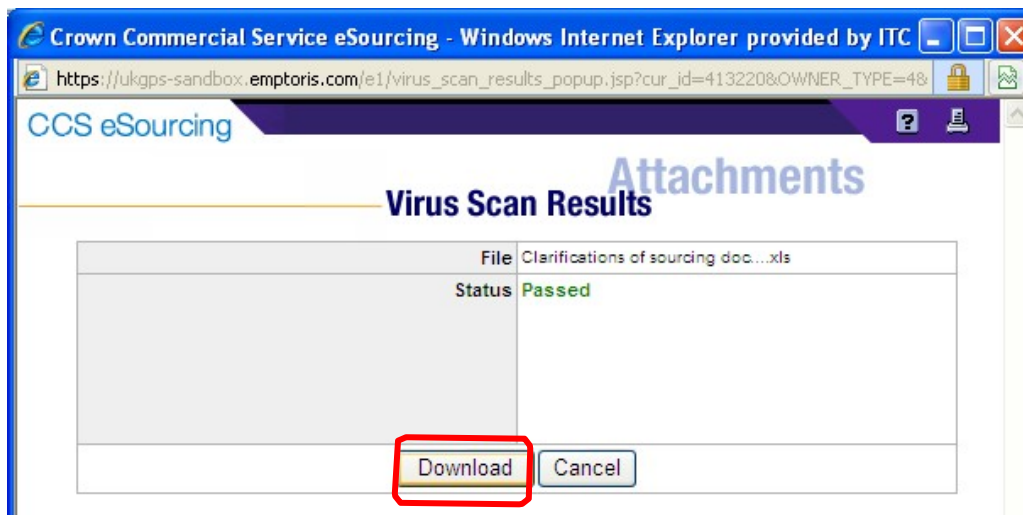 Crown Commercial Service eSourcing - Windows Internet Explorer provided by ITC
https://ukgps-sandbox.emptoris.com/e1/virus_scan_results_popup.jsp?cur_id=413220&OWNER_TYPE=4&
CCS eSourcing
?
Attachments
Virus Scan Results
File Clarifications of sourcing doc....xls
Status Passed
Download Cancel